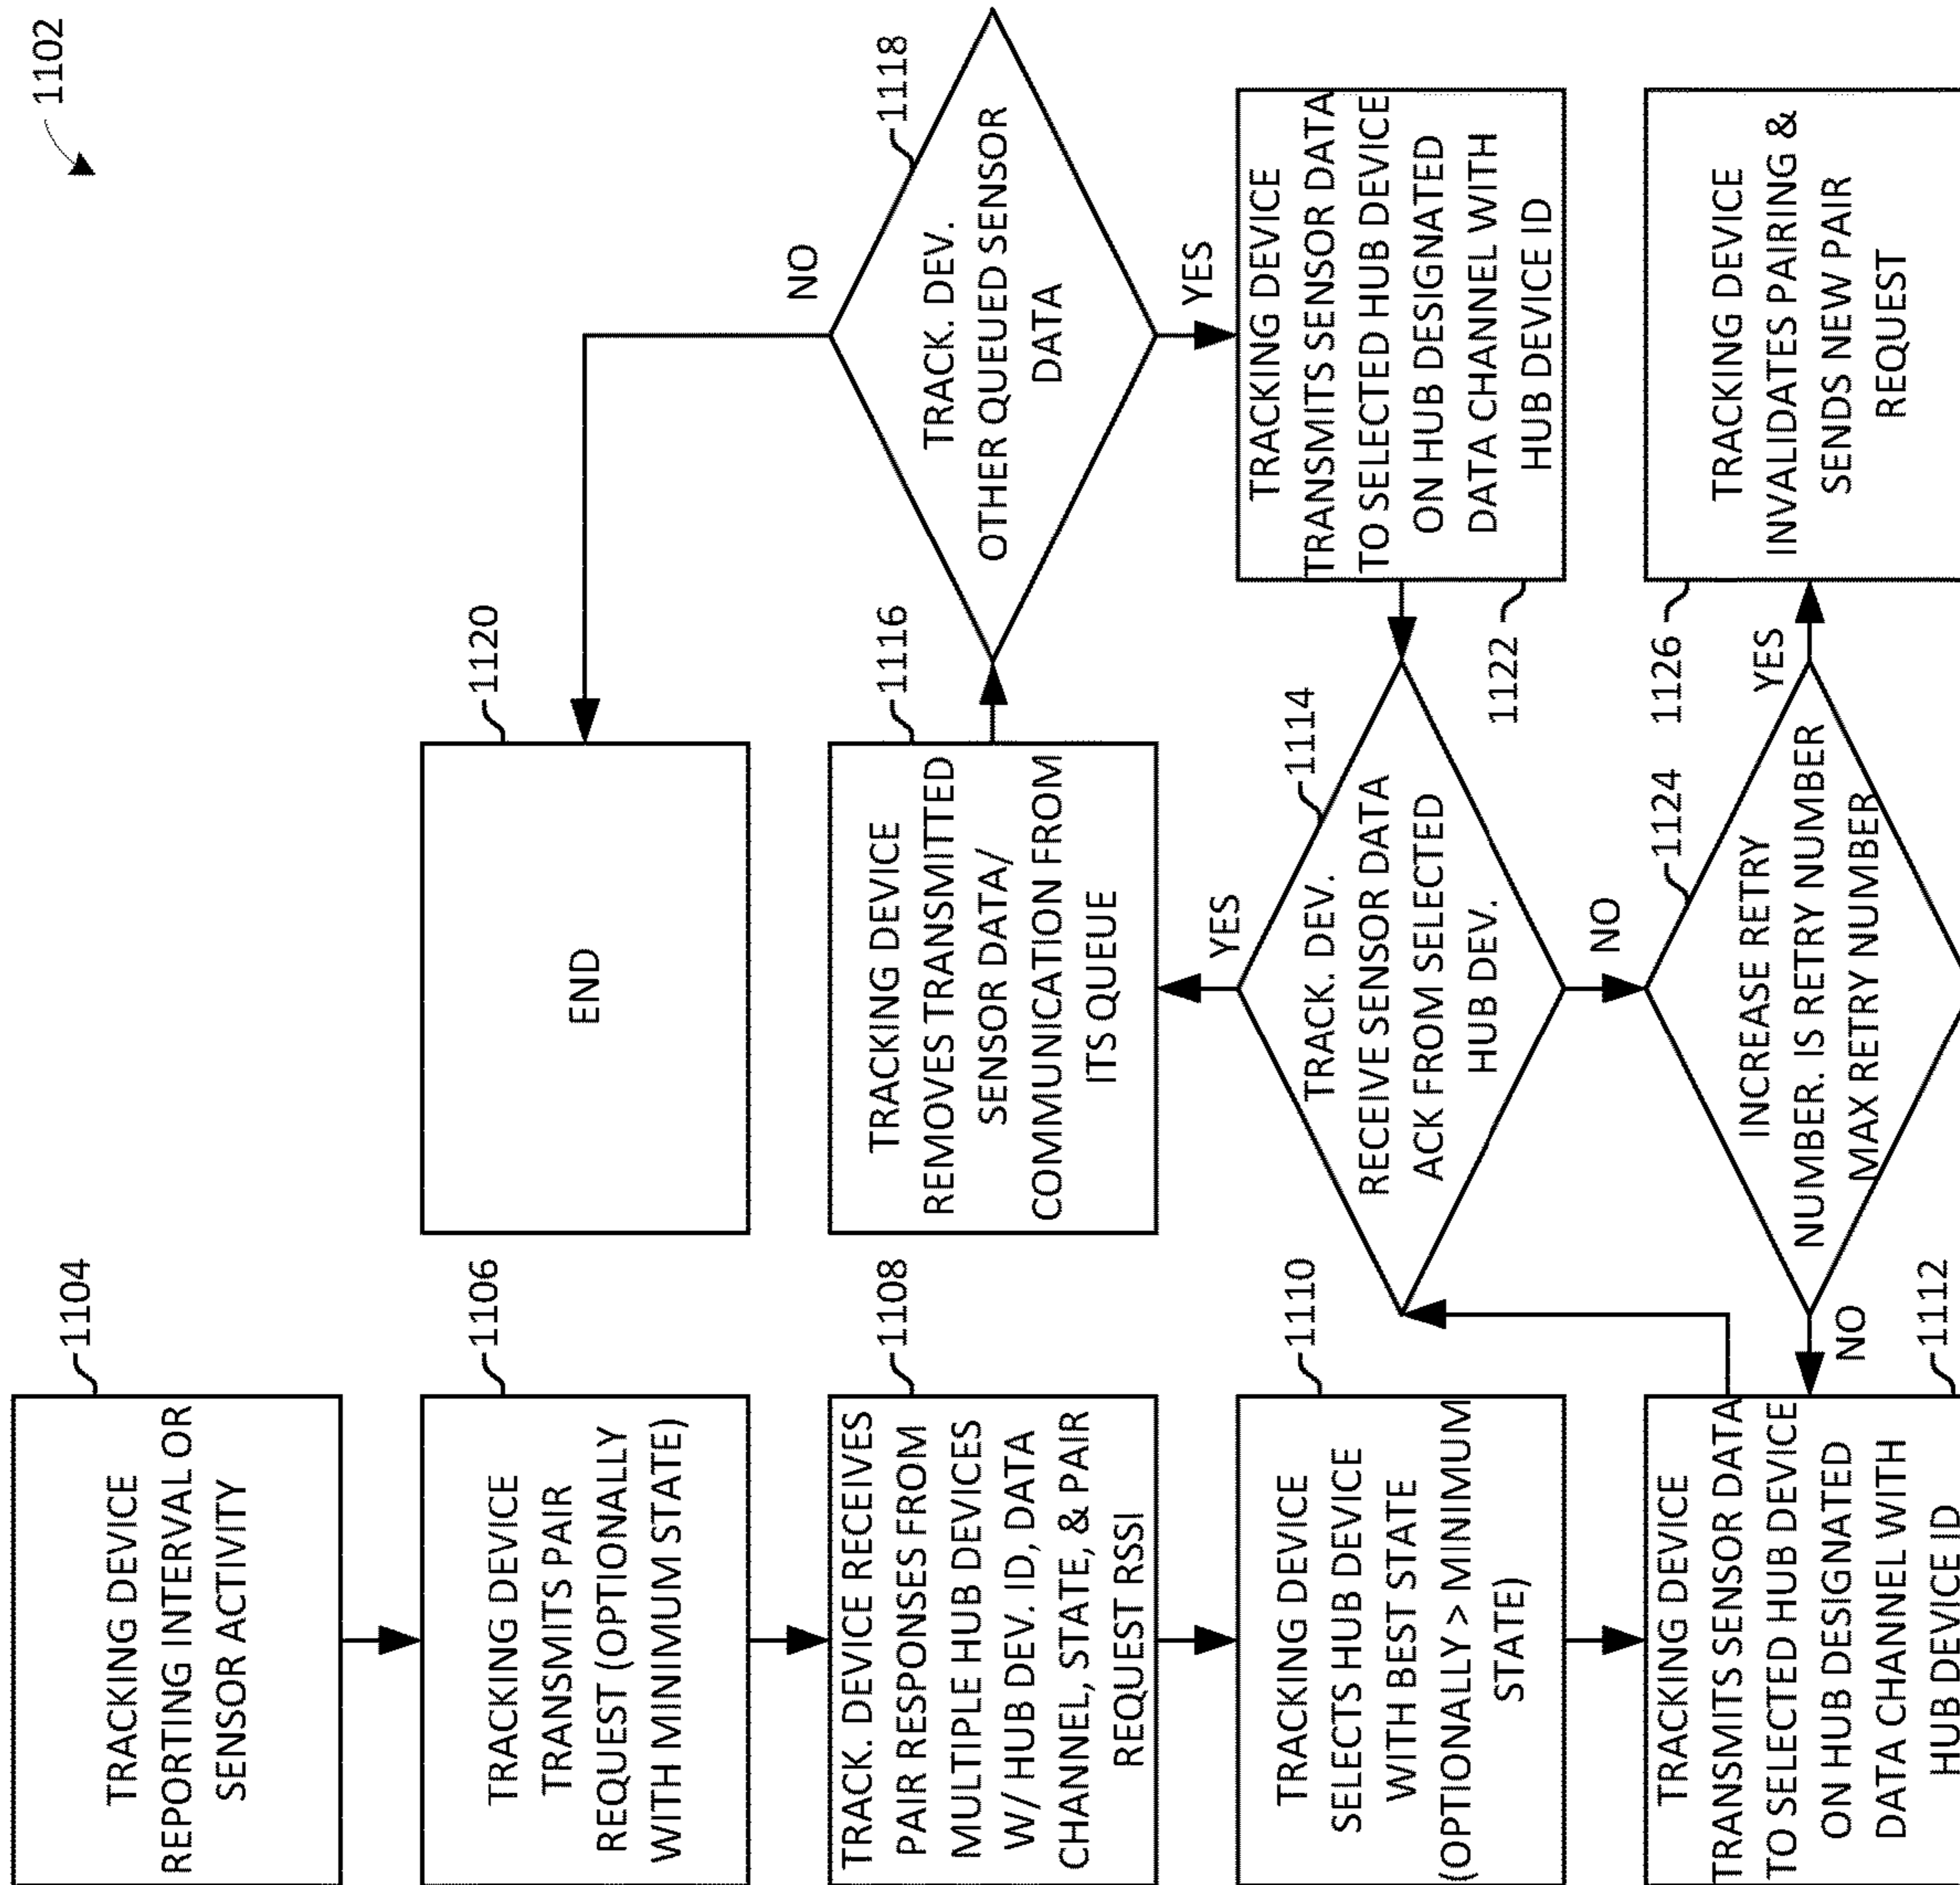 1102
1104
TRACKING DEVICE
REPORTING INTERVAL OR
SENSOR ACTIVITY
1106
TRACKING DEVICE
TRANSMITS PAIR
REQUEST (OPTIONALLY
WITH MINIMUM STATE)
1108
TRACK. DEVICE RECEIVES
PAIR RESPONSES FROM
MULTIPLE HUB DEVICES
W/ HUB DEV. ID, DATA
CHANNEL, STATE, & PAIR
REQUEST RSSI
1110
TRACKING DEVICE
SELECTS HUB DEVICE
WITH BEST STATE
(OPTIONALLY > MINIMUM
STATE)
1112
TRACKING DEVICE
TRANSMITS SENSOR DATA
TO SELECTED HUB DEVICE
ON HUB DESIGNATED
DATA CHANNEL WITH
HUB DEVICE ID
1114
TRACK. DEV.
RECEIVE SENSOR DATA
ACK FROM SELECTED
HUB DEV.
YES
NO
1116
TRACKING DEVICE
REMOVES TRANSMITTED
SENSOR DATA/
COMMUNICATION FROM
ITS QUEUE
1118
TRACK. DEV.
OTHER QUEUED SENSOR
DATA
NO
YES
1120
END
1122
TRACKING DEVICE
TRANSMITS SENSOR DATA
TO SELECTED HUB DEVICE
ON HUB DESIGNATED
DATA CHANNEL WITH
HUB DEVICE ID
1124
INCREASE RETRY
NUMBER. IS RETRY NUMBER
MAX RETRY NUMBER
NO
YES
1126
TRACKING DEVICE
INVALIDATES PAIRING &
SENDS NEW PAIR
REQUEST